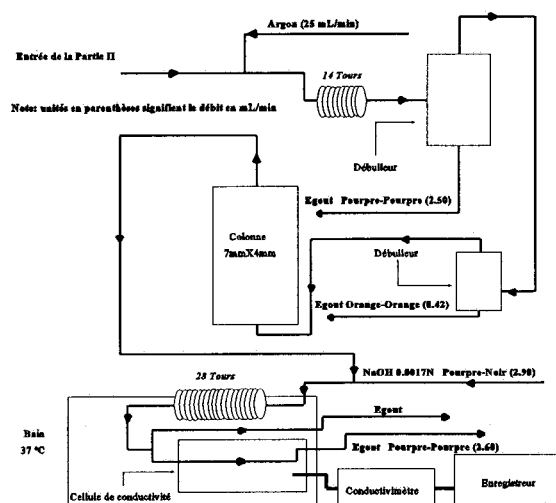 Argon (25 mL/min)
Entrée de la Partie II
14 Tours
Note: unités en parenthèses signifient le débit en mL/min
Débulleur
Egout Pourpre-Pourpre (2.50)
Colonne
7mmX4mm
Débulleur
Egout Orange-Orange (0.42)
NaOH 0.0017N Pourpre-Noir (2.90)
28 Tours
Egout
Bain
37 °C
Egout Pourpre-Pourpre (2.60)
Cellule de conductivité
Conductivimètre
Enregistreur